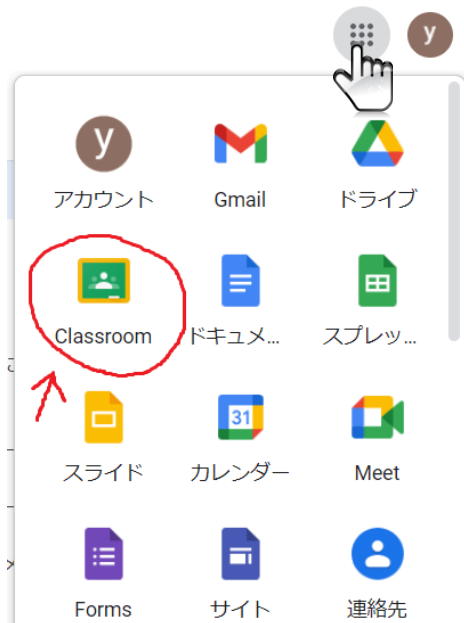 y
y
アカウント Gmail ドライブ
Classroom ドキュメ... スプレッ...
31
スライド カレンダー Meet
Forms サイト 連絡先